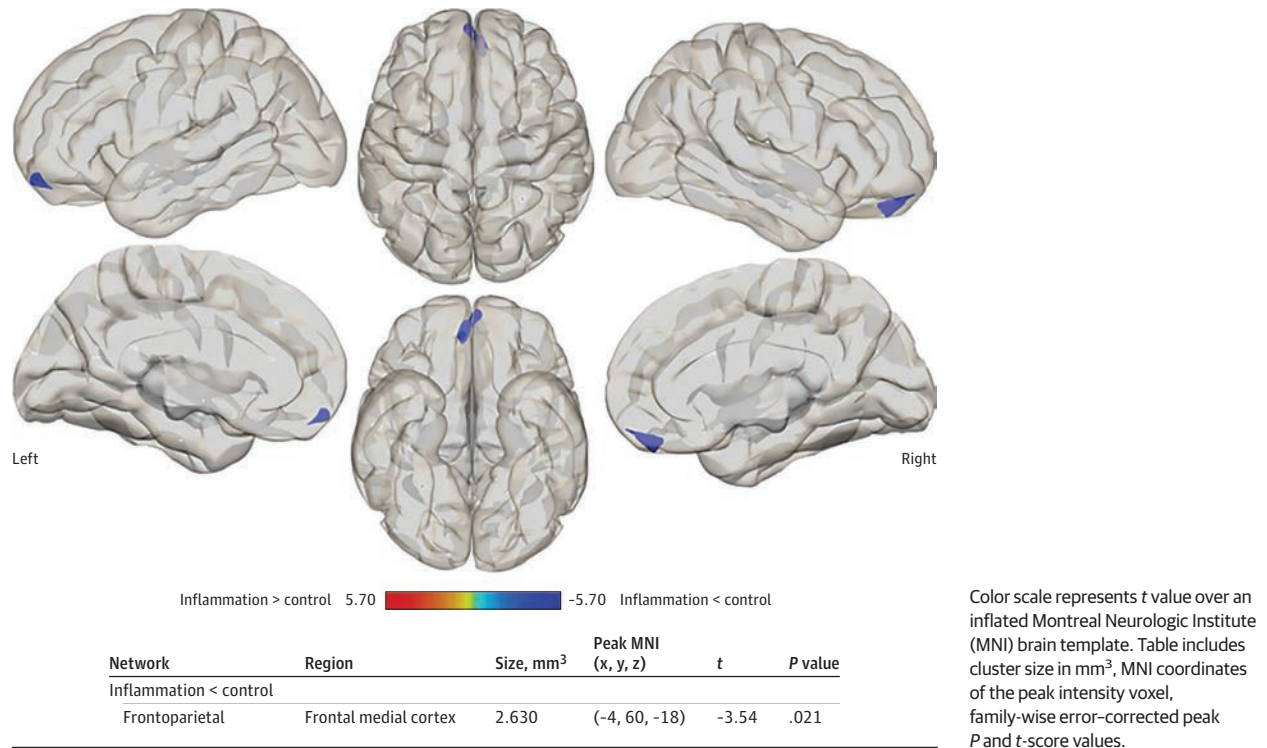 Left
Right
Inflammation > control 5.70 -5.70 Inflammation < control
Network Region Size, mm³ Peak MNI (x, y, z) t P value
Inflammation < control
Frontoparietal Frontal medial cortex 2.630 (-4, 60, -18) -3.54 .021
Color scale represents t value over an
inflated Montreal Neurologic Institute
(MNI) brain template. Table includes
cluster size in mm³, MNI coordinates
of the peak intensity voxel,
family-wise error–corrected peak
P and t-score values.